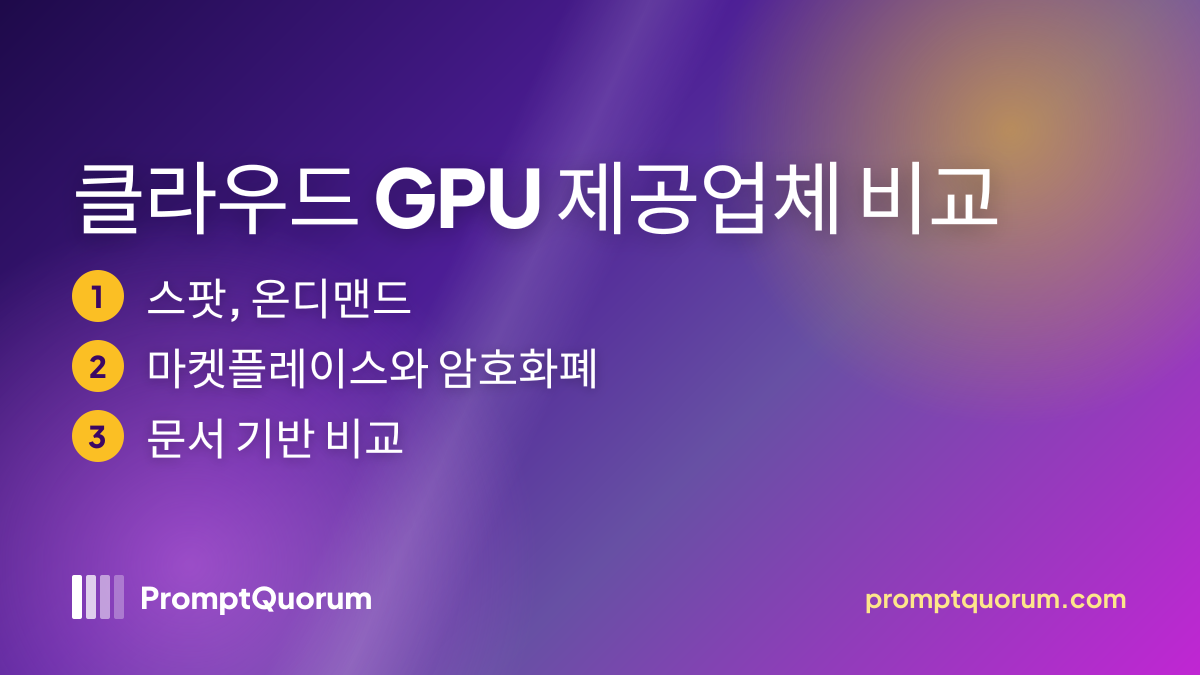 클라우드 GPU 제공업체 비교
1 스팟, 온디맨드
2 마켓플레이스와 암호화폐
3 문서 기반 비교
PromptQuorum
promptquorum.com